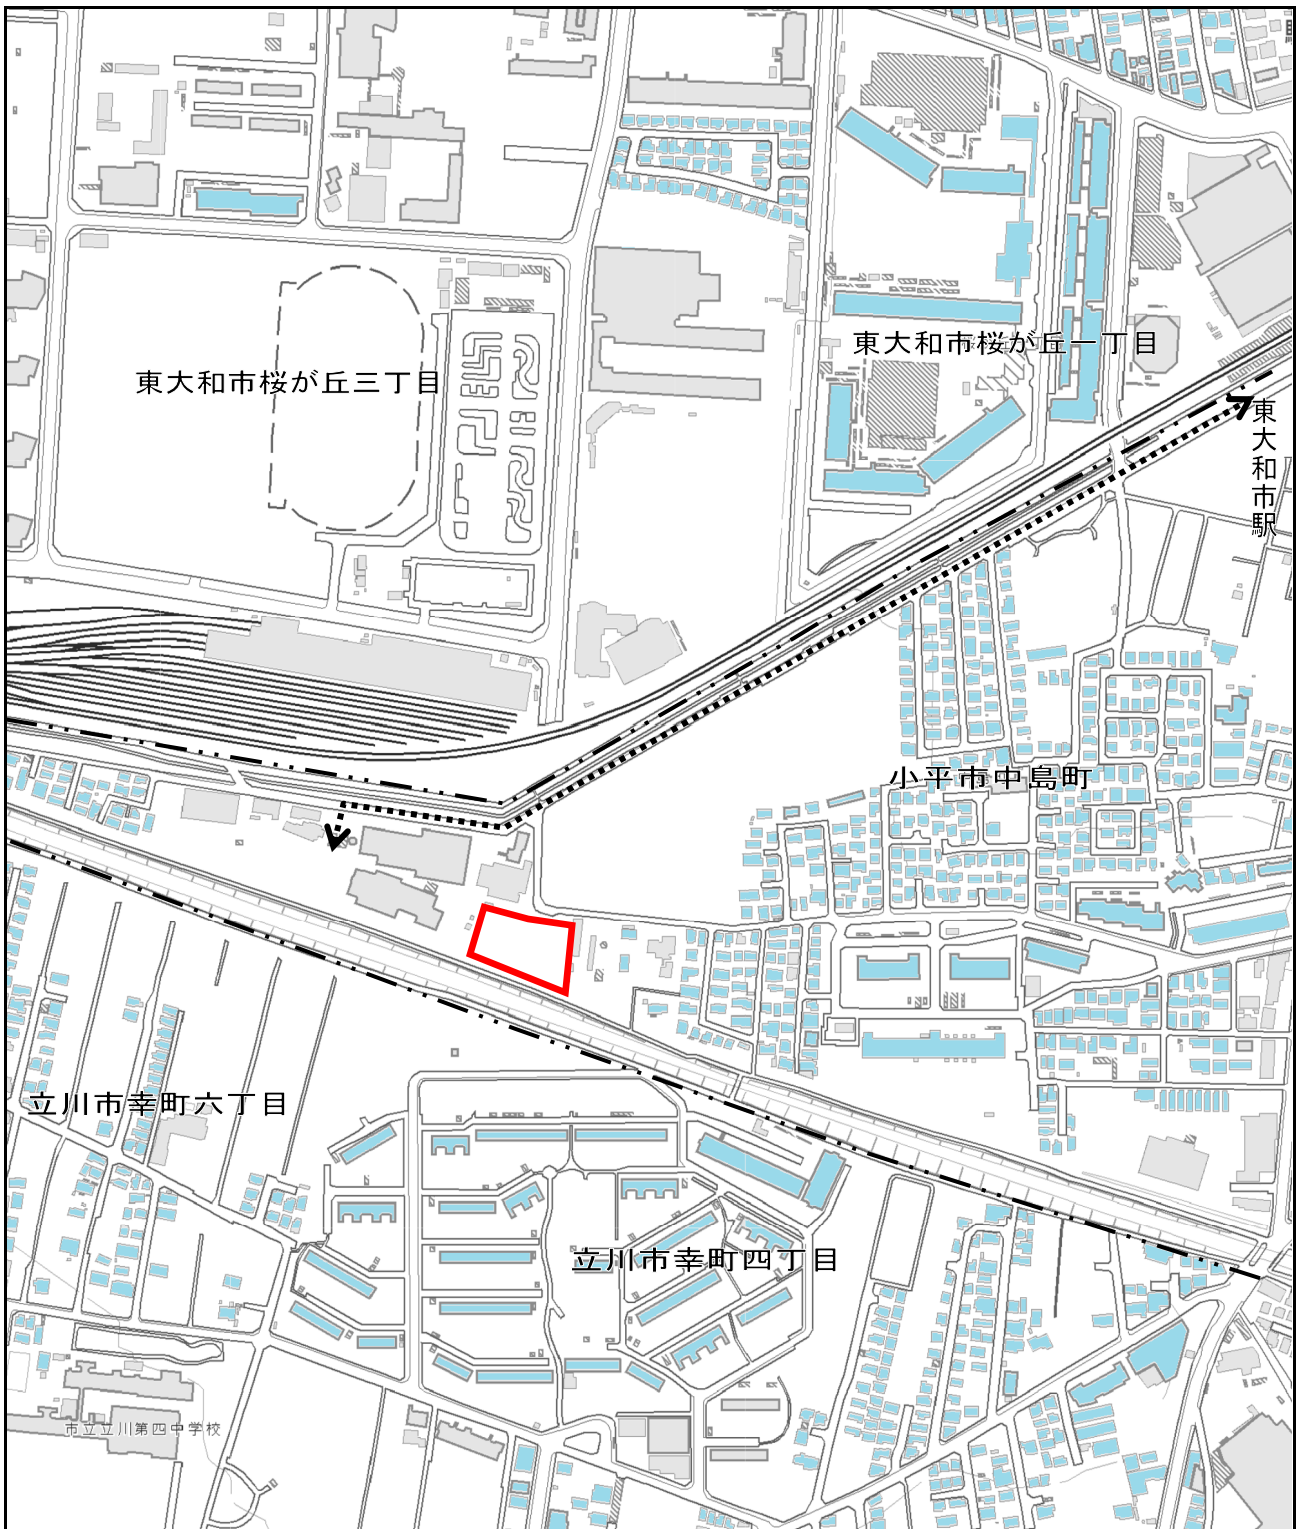 東大和市桜が丘一丁目
東大和市桜が丘三丁目
東大和市駅
小平市中島町
立川市幸町六丁目
立川市幸町四丁目
市立立川第四中学校